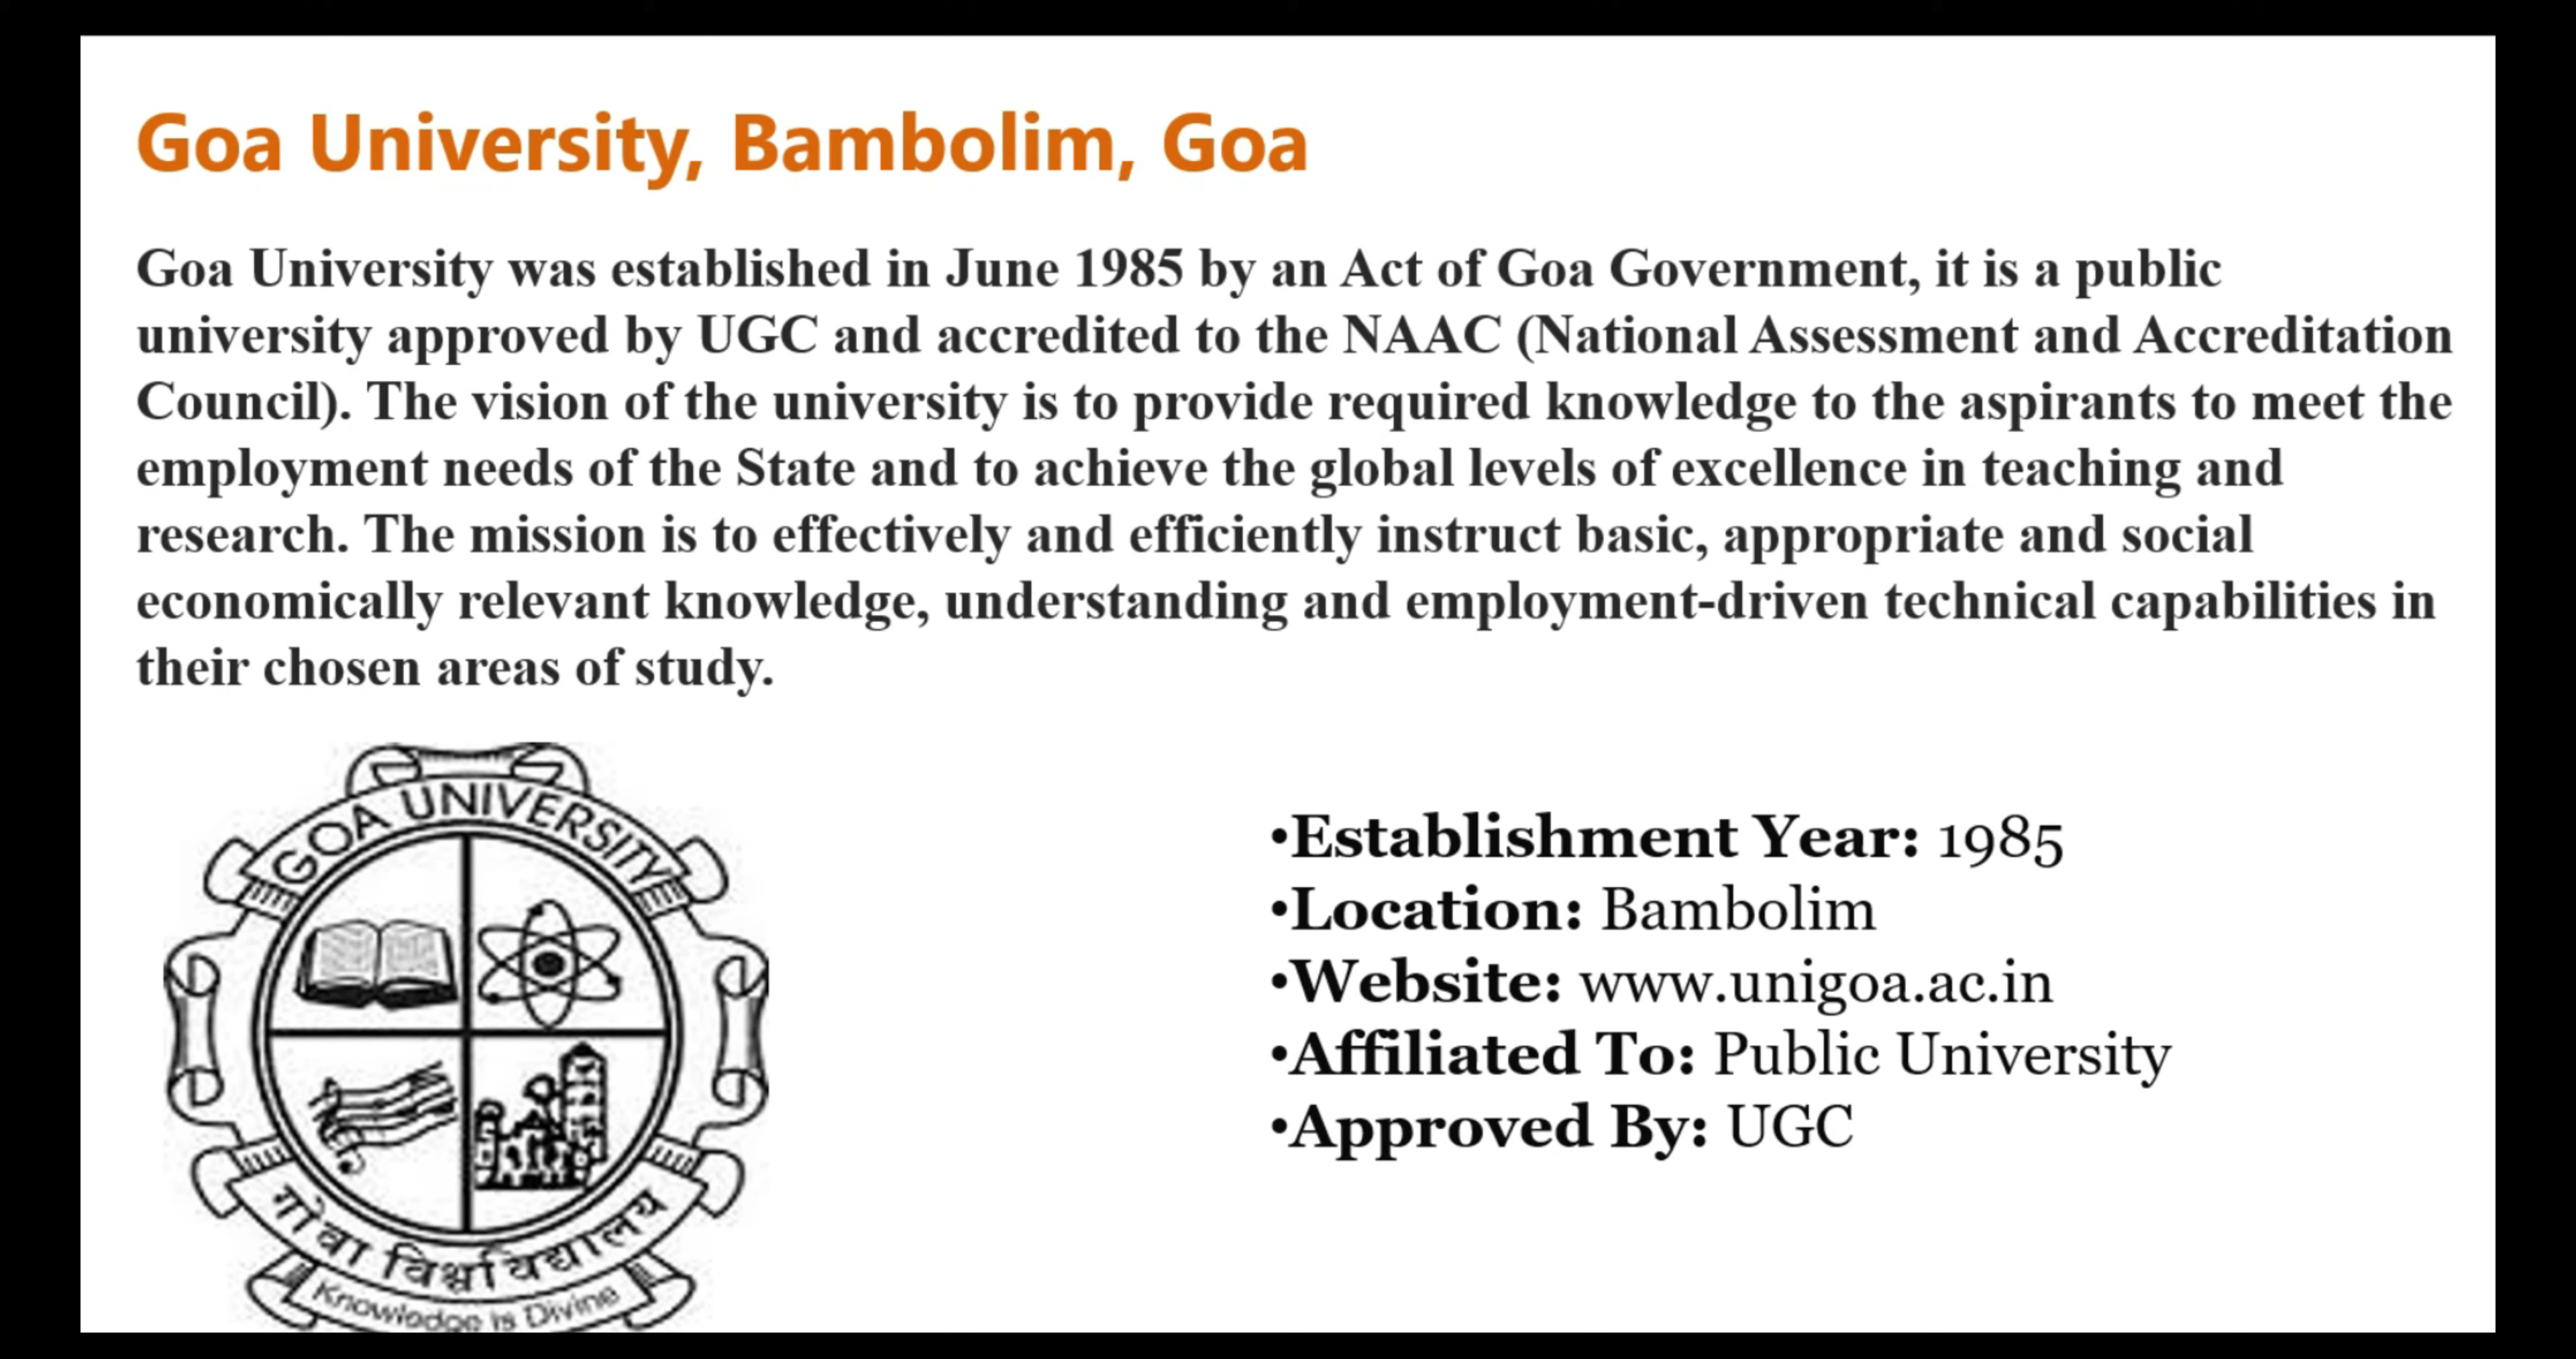 Goa University, Bambolim, Goa
Goa University was established in June 1985 by an Act of Goa Government, it is a public
university approved by UGC and accredited to the NAAC (National Assessment and Accreditation
Council). The vision of the university is to provide required knowledge to the aspirants to meet the
employment needs of the State and to achieve the global levels of excellence in teaching and
research. The mission is to effectively and efficiently instruct basic, appropriate and social
economically relevant knowledge, understanding and employment-driven technical capabilities in
their chosen areas of study.
GOA UNIVERSITY
गोवा विश्वविद्यालय
Knowledge is Divine
•Establishment Year: 1985
•Location: Bambolim
•Website: www.unigoa.ac.in
•Affiliated To: Public University
•Approved By: UGC